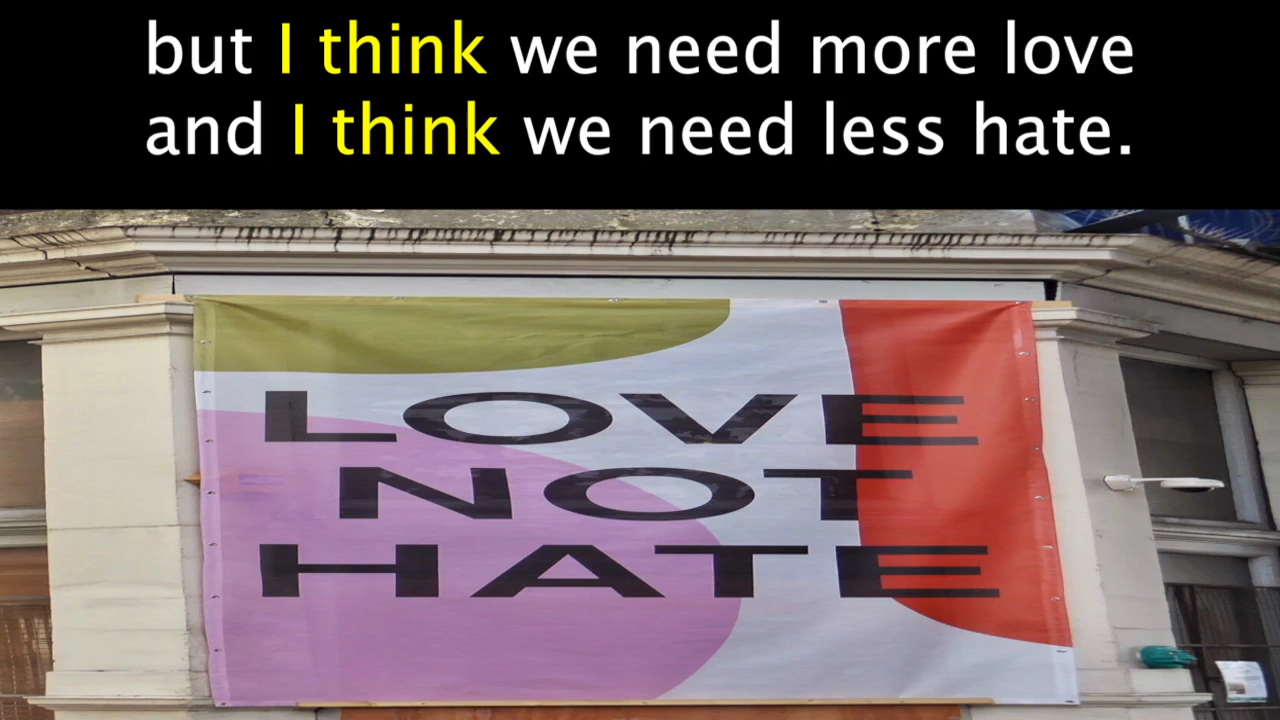 but I think we need more love
and I think we need less hate.
LOVE
NOT
HATE